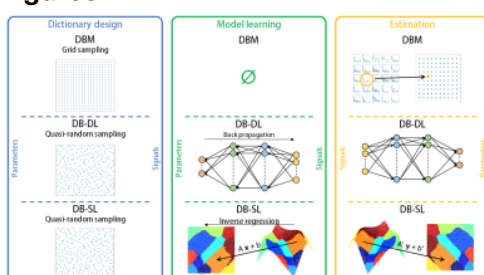 Dictionary design
DBM
Grid sampling
DB-DL
Quasi-random sampling
DB-SL
Quasi-random sampling
Parameters
Signals
Model learning
DBM
∅
DB-DL
Back propagation
DB-SL
Inverse regression
A x + b
Parameters
Signals
Estimation
DBM
DB-DL
DB-SL
A' y + b'
Signals
Parameters